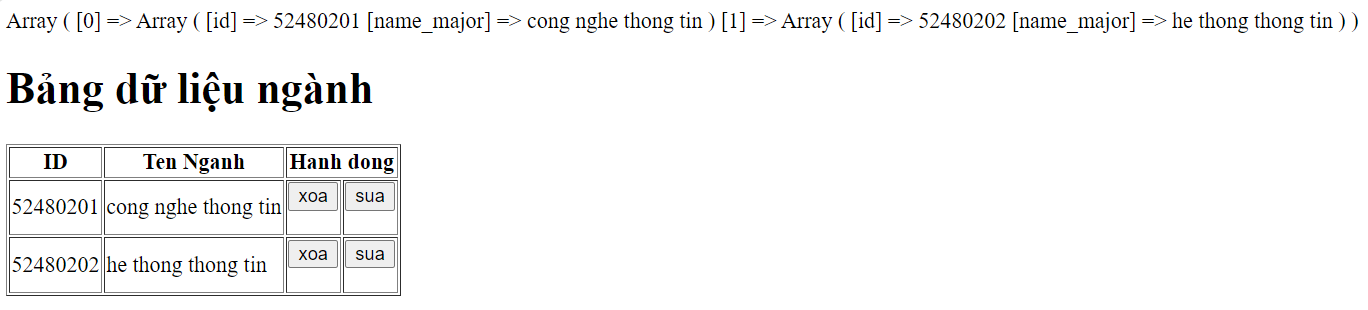 Array ( [0] => Array ( [id] => 52480201 [name_major] => cong nghe thong tin ) [1] => Array ( [id] => 52480202 [name_major] => he thong thong tin ) )
Bảng dữ liệu ngành
ID Ten Nganh Hanh dong
52480201 cong nghe thong tin xoa sua
52480202 he thong thong tin xoa sua